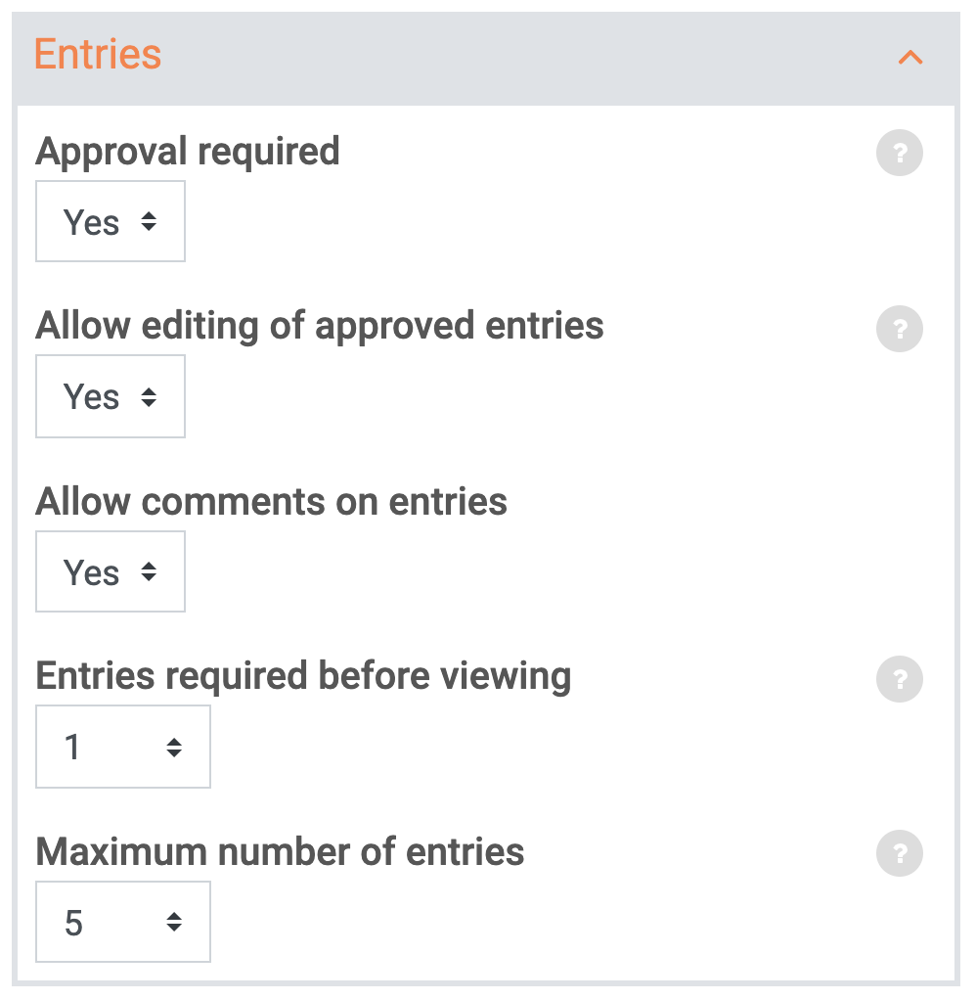 Entries
Approval required
?
Yes
Allow editing of approved entries
?
Yes
Allow comments on entries
Yes
Entries required before viewing
?
1
Maximum number of entries
?
5